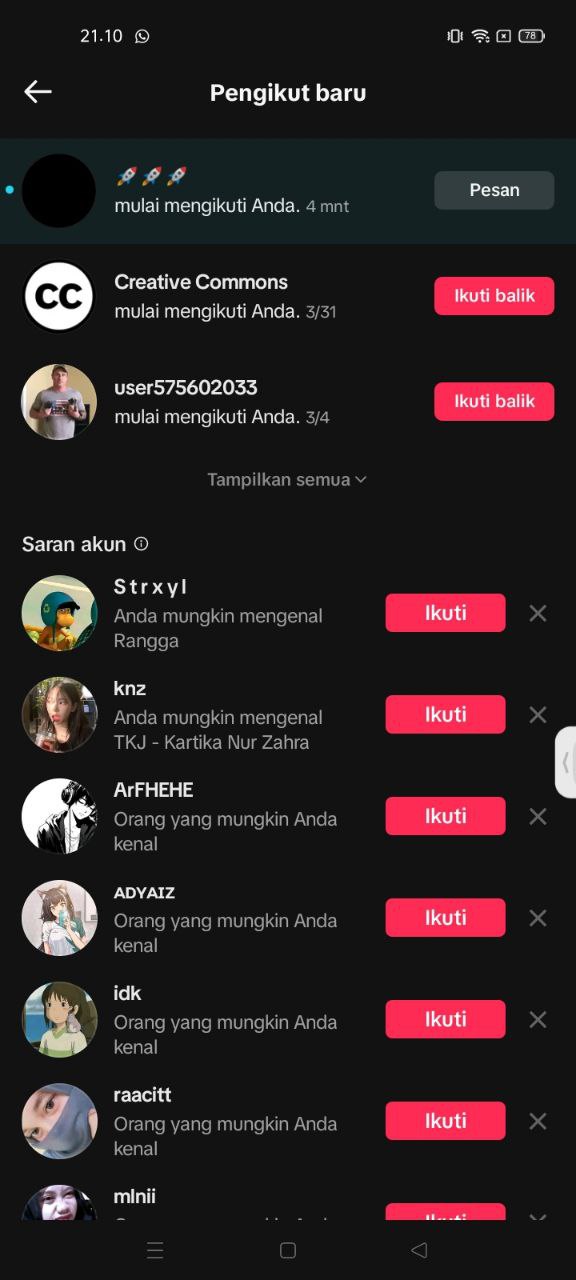 21.10
78
Pengikut baru
🚀🚀🚀
mulai mengikuti Anda. 4 mnt
Pesan
CC
Creative Commons
mulai mengikuti Anda. 3/31
Ikuti balik
user575602033
mulai mengikuti Anda. 3/4
Ikuti balik
Tampilkan semua
Saran akun
Strxyl
Anda mungkin mengenal
Rangga
Ikuti
knz
Anda mungkin mengenal
TKJ - Kartika Nur Zahra
Ikuti
ArFHEHE
Orang yang mungkin Anda
kenal
Ikuti
ᴀᴅʏᴀɪᴢ
Orang yang mungkin Anda
kenal
Ikuti
idk
Orang yang mungkin Anda
kenal
Ikuti
raacitt
Orang yang mungkin Anda
kenal
Ikuti
mlnii
Ikuti